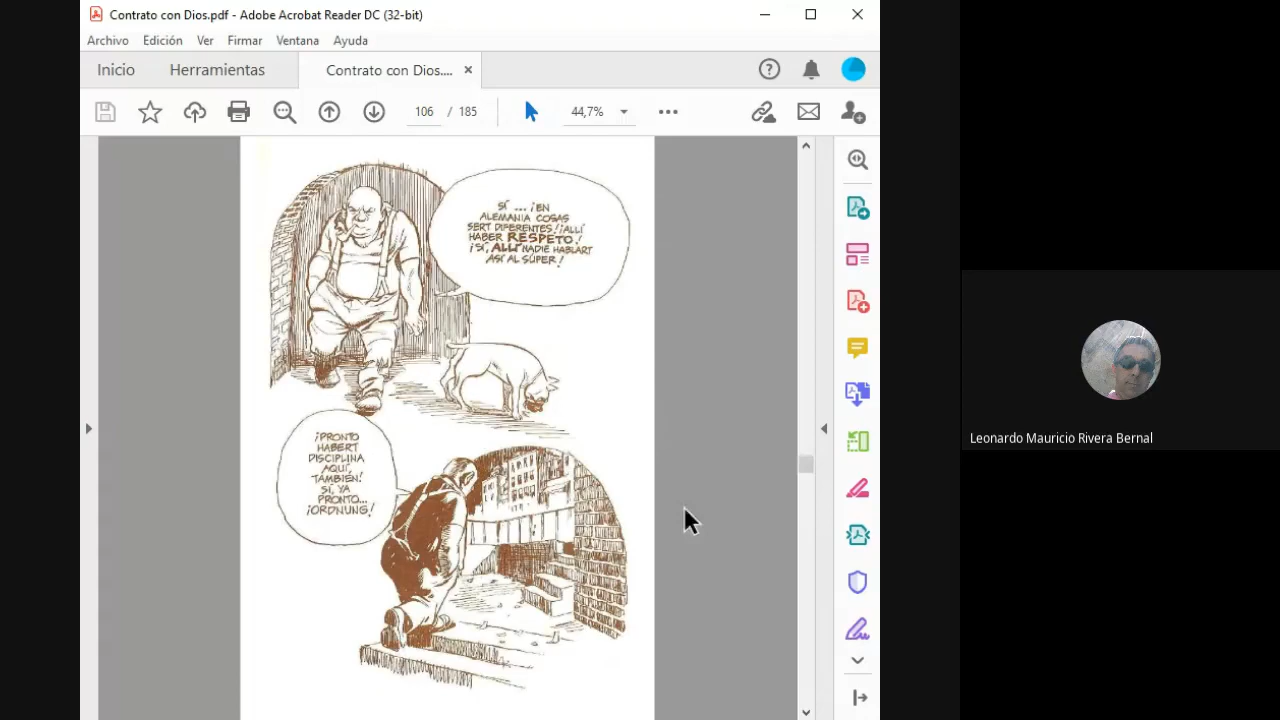 Contrato con Dios.pdf - Adobe Acrobat Reader DC (32-bit)
Archivo Edición Ver Firmar Ventana Ayuda
Inicio Herramientas Contrato con Dios....
106 / 185 44,7%
SÍ ... ¡EN
ALEMANIA COSAS
SERT DIFERENTES! ¡ALLÍ
HABER RESPETO!
¡SÍ, ALLÍ NADIE HABLART
ASÍ AL SÚPER!
¡PRONTO
HABERT
DISCIPLINA
AQUÍ,
TAMBIÉN!
SÍ, YA
PRONTO...
¡ORDNUNG!
Leonardo Mauricio Rivera Bernal